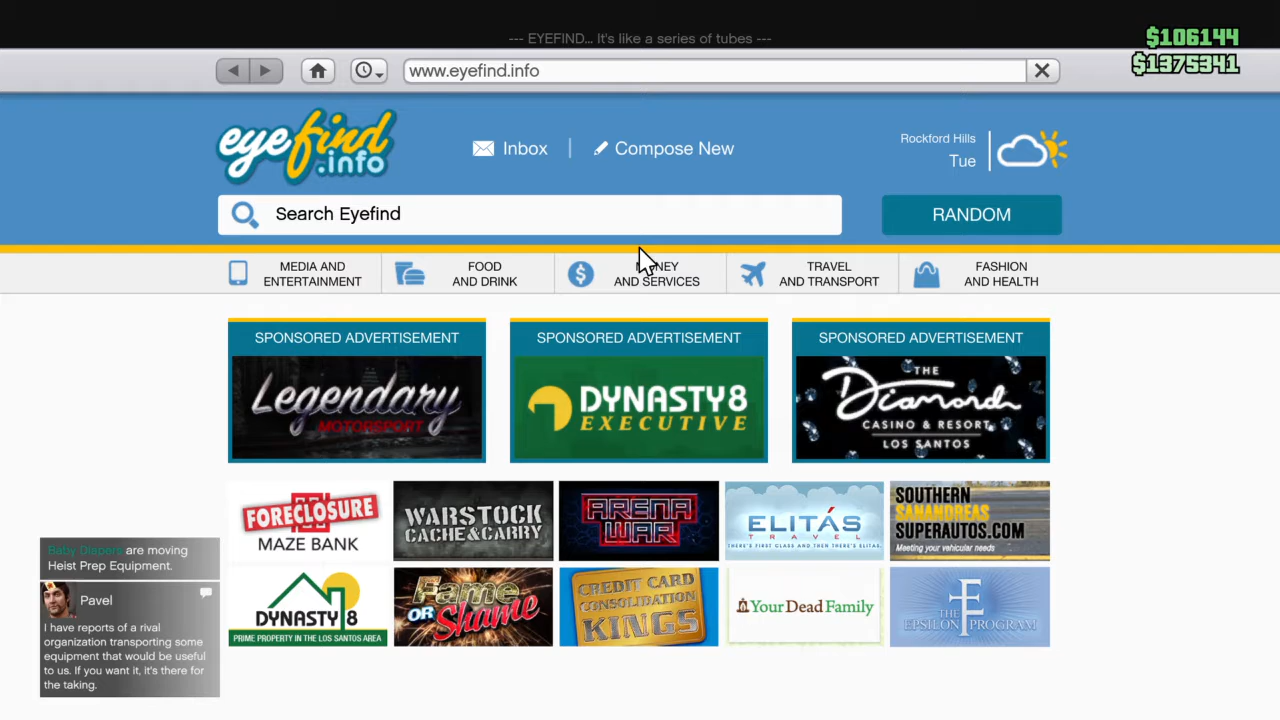 --- EYEFIND... It's like a series of tubes ---
$106144
$1375341
www.eyefind.info
eyefind
.info
Inbox
Compose New
Rockford Hills
Tue
Search Eyefind
RANDOM
MEDIA AND
ENTERTAINMENT
FOOD
AND DRINK
MONEY
AND SERVICES
TRAVEL
AND TRANSPORT
FASHION
AND HEALTH
SPONSORED ADVERTISEMENT
Legendary
MOTORSPORT
SPONSORED ADVERTISEMENT
DYNASTY8
EXECUTIVE
SPONSORED ADVERTISEMENT
THE
Diamond
CASINO & RESORT
LOS SANTOS
FORECLOSURE
MAZE BANK
WARSTOCK
CACHE&CARRY
ARENA
WAR
ELITÁS
TRAVEL
THERE'S FIRST CLASS AND THEN THERE'S ELITAS.
SOUTHERN
SANANDREAS
SUPERAUTOS.COM
Meeting your vehicular needs
DYNASTY8
PRIME PROPERTY IN THE LOS SANTOS AREA
Fame
OR Shame
CREDIT CARD
CONSOLIDATION
KINGS
YourDeadFamily
THE
EPSILON PROGRAM
Batty Diapers are moving
Heist Prep Equipment.
Pavel
I have reports of a rival
organization transporting some
equipment that would be useful
to us. If you want it, it's there for
the taking.